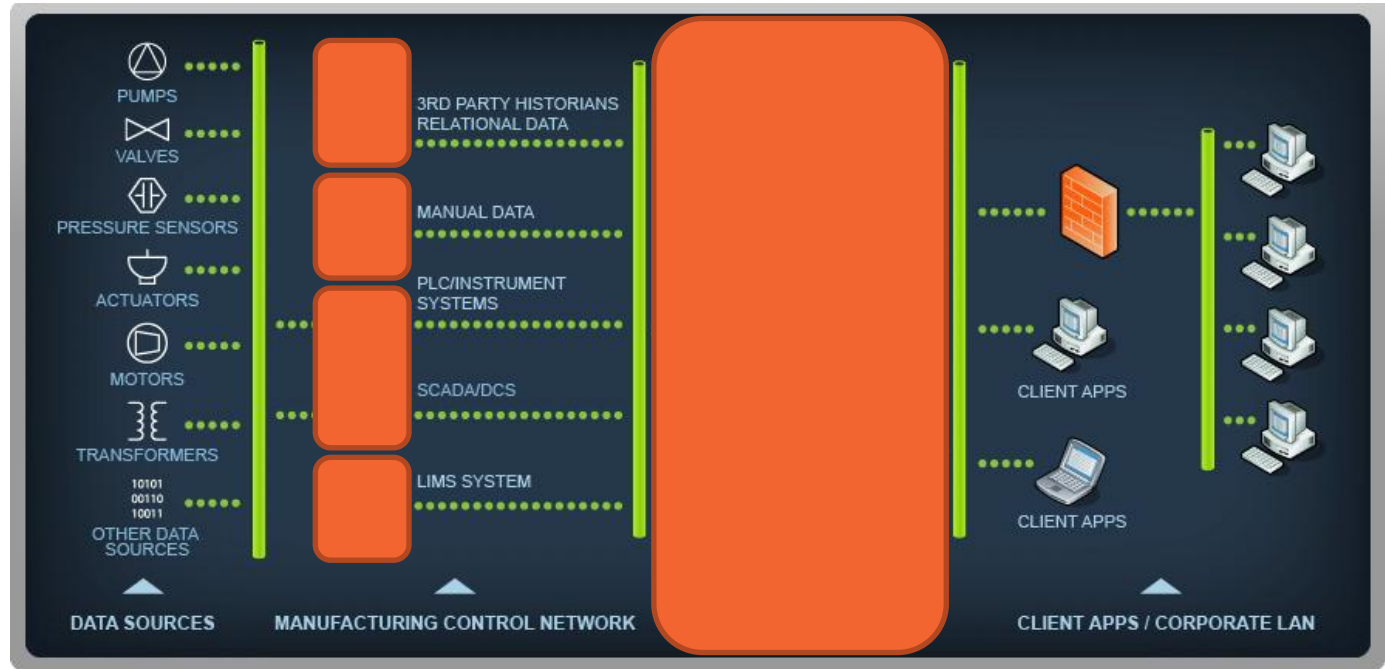 PUMPS
VALVES
PRESSURE SENSORS
ACTUATORS
MOTORS
TRANSFORMERS
10101
00110
10011
OTHER DATA
SOURCES
DATA SOURCES
3RD PARTY HISTORIANS
RELATIONAL DATA
MANUAL DATA
PLC/INSTRUMENT
SYSTEMS
SCADA/DCS
LIMS SYSTEM
MANUFACTURING CONTROL NETWORK
CLIENT APPS
CLIENT APPS
CLIENT APPS / CORPORATE LAN